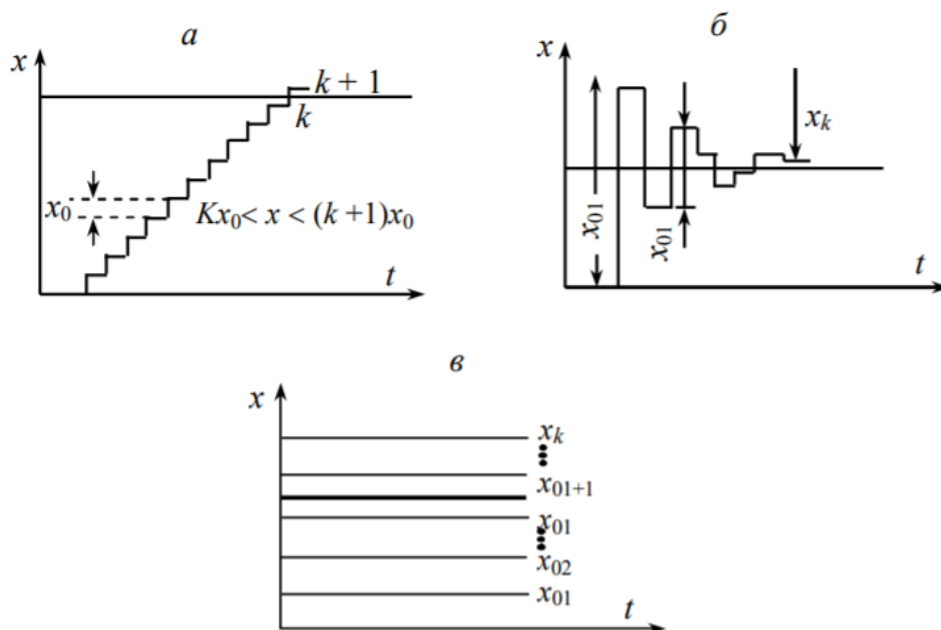 а
x
k + 1
k
x₀
Kx₀< x < (k +1)x₀
t
б
x
xₖ
x₀₁
x₀₁
t
в
x
xₖ
x₀₁₊₁
x₀₁
x₀₂
x₀₁
t